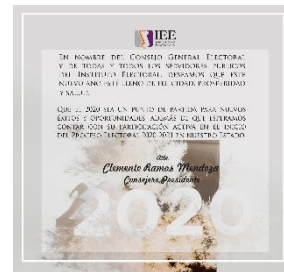 IEE
EN NOMBRE DEL CONSEJO GENERAL ELECTORAL
Y DE TODAS Y TODOS LOS SERVIDORES PÚBLICOS
DEL INSTITUTO ELECTORAL, DESEAMOS QUE ESTE
NUEVO AÑO ESTÉ LLENO DE FELICIDAD, PROSPERIDAD
Y SALUD.
QUE EL 2020 SEA UN PUNTO DE PARTIDA PARA NUEVOS
ÉXITOS Y OPORTUNIDADES ADEMÁS DE QUE ESPERAMOS
CONTAR CON SU PARTICIPACIÓN ACTIVA EN EL INICIO
DEL PROCESO ELECTORAL 2020-2021 EN NUESTRO ESTADO.
Atte.
Clemente Ramos Mendoza
Consejero Presidente
2020